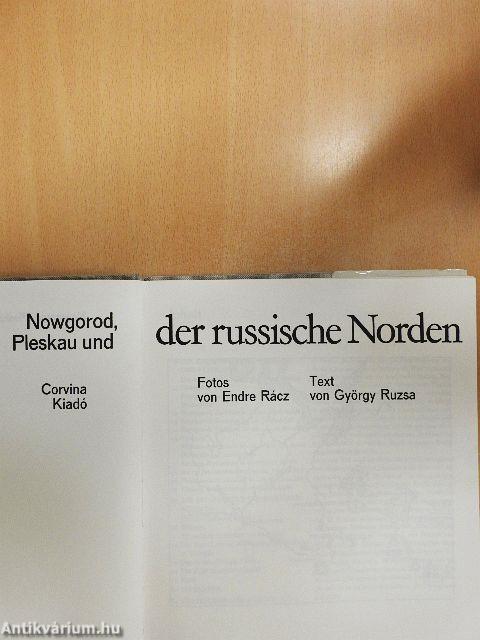 Nowgorod,
Pleskau und
der russische Norden
Corvina
Kiadó
Fotos
von Endre Rácz
Text
von György Ruzsa
Antikvárium.hu